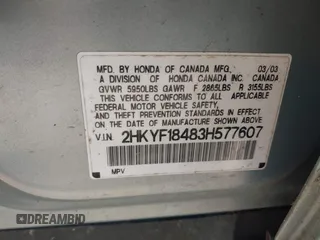 MFD. BY HONDA OF CANADA MFG. 03/03
A DIVISION OF HONDA CANADA INC. CANADA
GVWR 5950LBS GAWR F 2865LBS R 3155LBS
THIS VEHICLE CONFORMS TO ALL APPLICABLE
FEDERAL MOTOR VEHICLE SAFETY,
AND THEFT PREVENTION STANDARDS
IN EFFECT ON THE DATE OF
MANUFACTURE SHOWN ABOVE.
V.I.N. 2HKYF18483H577607
MPV
DREAMBID